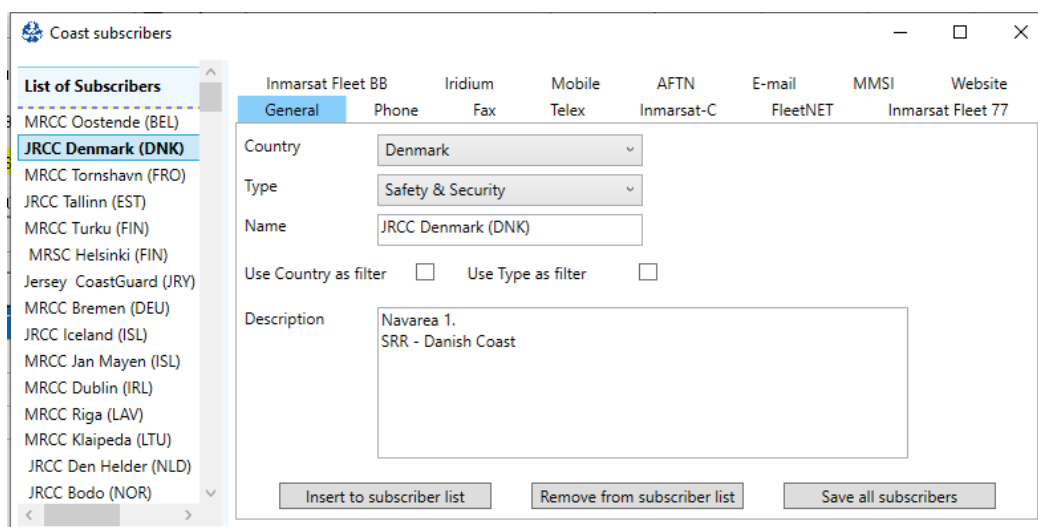 Coast subscribers
List of Subscribers
MRCC Oostende (BEL)
JRCC Denmark (DNK)
MRCC Tornshavn (FRO)
JRCC Tallinn (EST)
MRCC Turku (FIN)
MRSC Helsinki (FIN)
Jersey CoastGuard (JRY)
MRCC Bremen (DEU)
JRCC Iceland (ISL)
MRCC Jan Mayen (ISL)
MRCC Dublin (IRL)
MRCC Riga (LAV)
MRCC Klaipeda (LTU)
JRCC Den Helder (NLD)
JRCC Bodo (NOR)
Inmarsat Fleet BB Iridium Mobile AFTN E-mail MMSI Website
General Phone Fax Telex Inmarsat-C FleetNET Inmarsat Fleet 77
Country Denmark
Type Safety & Security
Name JRCC Denmark (DNK)
Use Country as filter Use Type as filter
Description Navarea 1.
SRR - Danish Coast
Insert to subscriber list Remove from subscriber list Save all subscribers